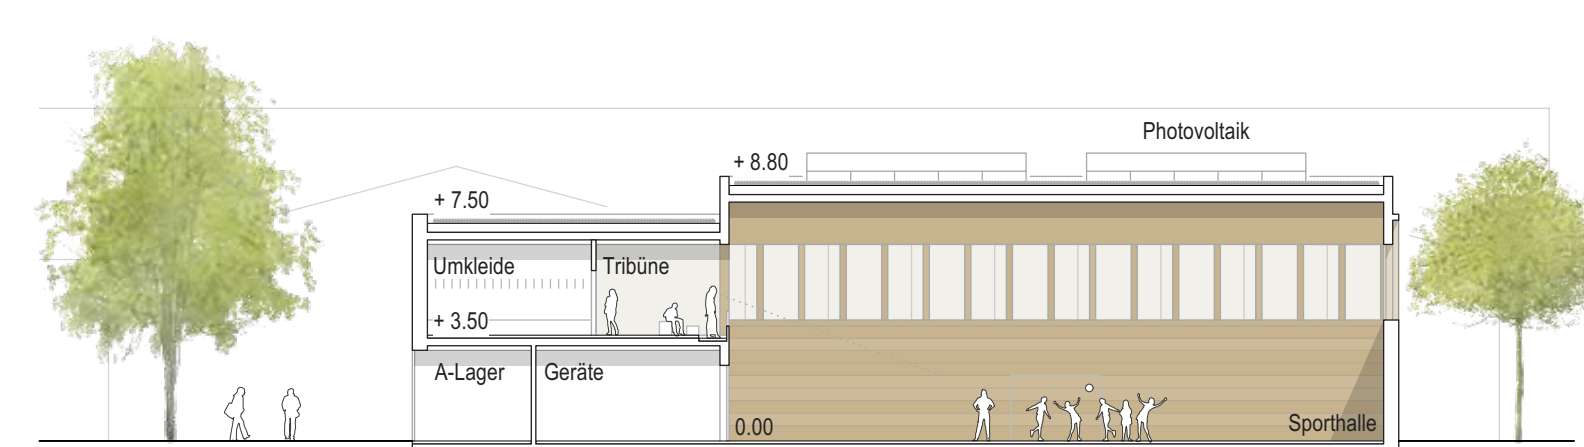 Photovoltaik
+ 8.80
+ 7.50
Umkleide
Tribüne
+ 3.50
A-Lager
Geräte
0.00
Sporthalle